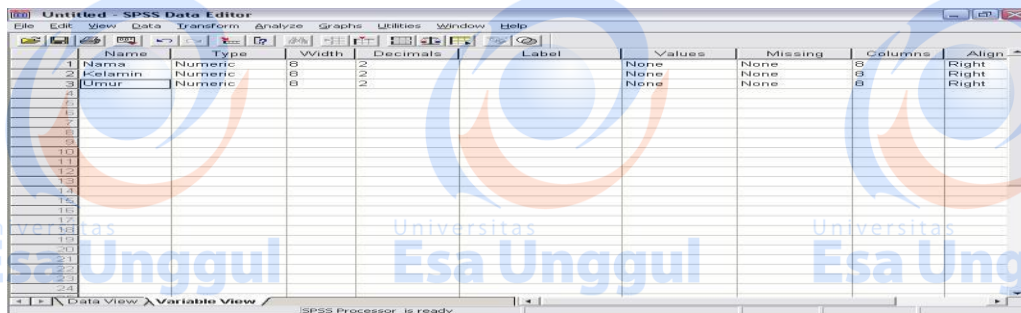 Untitled - SPSS Data Editor
File Edit View Data Transform Analyze Graphs Utilities Window Help
Name Type Width Decimals Label Values Missing Columns Align
1 Nama Numeric 8 2 None None 8 Right
2 Kelamin Numeric 8 2 None None 8 Right
3 Umur Numeric 8 2 None None 8 Right
4
5
6
7
8
9
10
11
12
13
14
15
16
17
18
19
20
21
22
23
24
Universitas Universitas
Esa Unggul Esa Unggul
Data View Variable View
SPSS Processor is ready